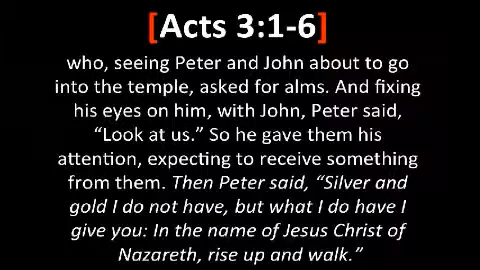 [Acts 3:1-6]
who, seeing Peter and John about to go
into the temple, asked for alms. And fixing
his eyes on him, with John, Peter said,
“Look at us.” So he gave them his
attention, expecting to receive something
from them. Then Peter said, “Silver and
gold I do not have, but what I do have I
give you: In the name of Jesus Christ of
Nazareth, rise up and walk.”